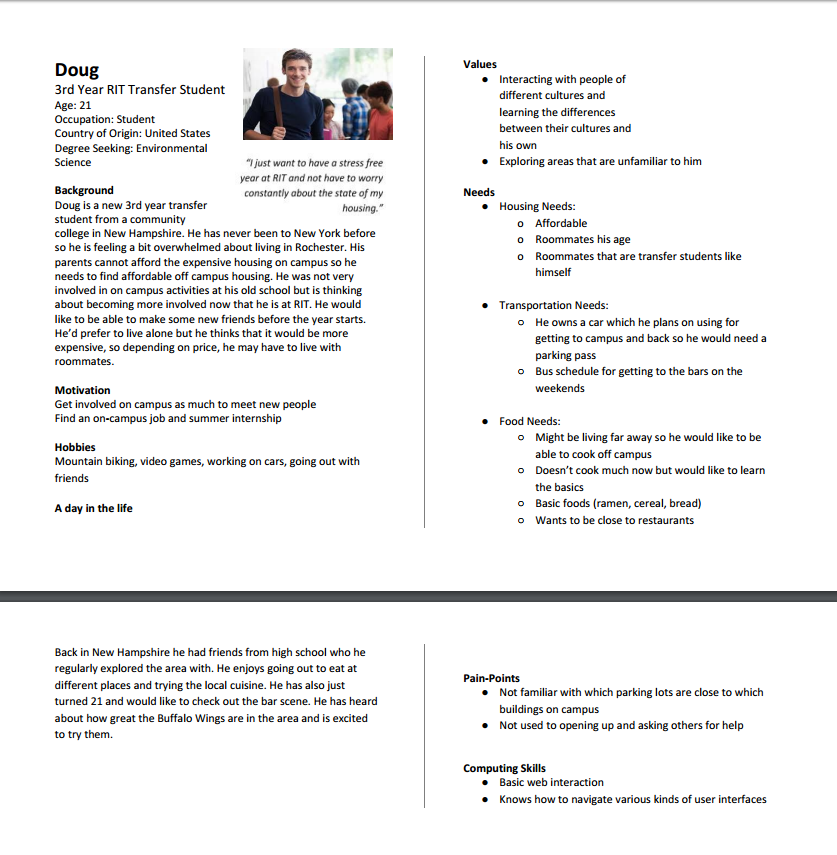 Doug
3rd Year RIT Transfer Student
Age: 21
Occupation: Student
Country of Origin: United States
Degree Seeking: Environmental
Science
"I just want to have a stress free
year at RIT and not have to worry
constantly about the state of my
housing."
Background
Doug is a new 3rd year transfer
student from a community
college in New Hampshire. He has never been to New York before
so he is feeling a bit overwhelmed about living in Rochester. His
parents cannot afford the expensive housing on campus so he
needs to find affordable off campus housing. He was not very
involved in on campus activities at his old school but is thinking
about becoming more involved now that he is at RIT. He would
like to be able to make some new friends before the year starts.
He'd prefer to live alone but he thinks that it would be more
expensive, so depending on price, he may have to live with
roommates.
Motivation
Get involved on campus as much to meet new people
Find an on-campus job and summer internship
Hobbies
Mountain biking, video games, working on cars, going out with
friends
A day in the life
Values
● Interacting with people of
different cultures and
learning the differences
between their cultures and
his own
● Exploring areas that are unfamiliar to him
Needs
● Housing Needs:
○ Affordable
○ Roommates his age
○ Roommates that are transfer students like
himself
● Transportation Needs:
○ He owns a car which he plans on using for
getting to campus and back so he would need a
parking pass
○ Bus schedule for getting to the bars on the
weekends
● Food Needs:
○ Might be living far away so he would like to be
able to cook off campus
○ Doesn't cook much now but would like to learn
the basics
○ Basic foods (ramen, cereal, bread)
○ Wants to be close to restaurants
Back in New Hampshire he had friends from high school who he
regularly explored the area with. He enjoys going out to eat at
different places and trying the local cuisine. He has also just
turned 21 and would like to check out the bar scene. He has heard
about how great the Buffalo Wings are in the area and is excited
to try them.
Pain-Points
● Not familiar with which parking lots are close to which
buildings on campus
● Not used to opening up and asking others for help
Computing Skills
● Basic web interaction
● Knows how to navigate various kinds of user interfaces